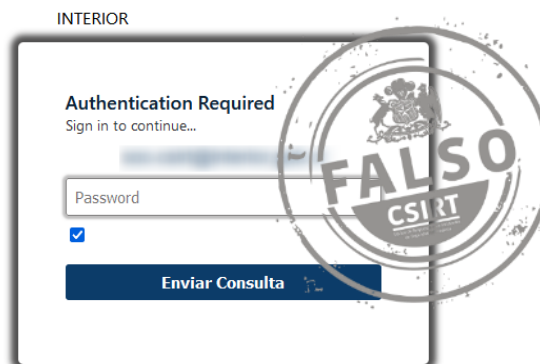 INTERIOR
Authentication Required
Sign in to continue...
Password
Enviar Consulta
FALSO
CSIRT